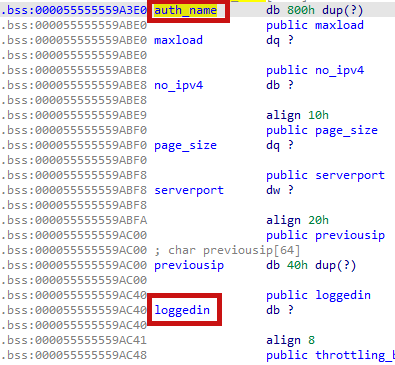 .bss:000055555559A3E0 auth_name db 800h dup(?)
.bss:000055555559ABE0 public maxload
.bss:000055555559ABE0 maxload dq ?
.bss:000055555559ABE8
.bss:000055555559ABE8 public no_ipv4
.bss:000055555559ABE8 no_ipv4 db ?
.bss:000055555559ABE8
.bss:000055555559ABE9 align 10h
.bss:000055555559ABF0 public page_size
.bss:000055555559ABF0 page_size dq ?
.bss:000055555559ABF0
.bss:000055555559ABF8 public serverport
.bss:000055555559ABF8 serverport dw ?
.bss:000055555559ABF8
.bss:000055555559ABFA align 20h
.bss:000055555559AC00 public previousip
.bss:000055555559AC00 ; char previousip[64]
.bss:000055555559AC00 previousip db 40h dup(?)
.bss:000055555559AC00
.bss:000055555559AC40 public loggedin
.bss:000055555559AC40 loggedin db ?
.bss:000055555559AC40
.bss:000055555559AC41 align 8
.bss:000055555559AC48 public throttling_